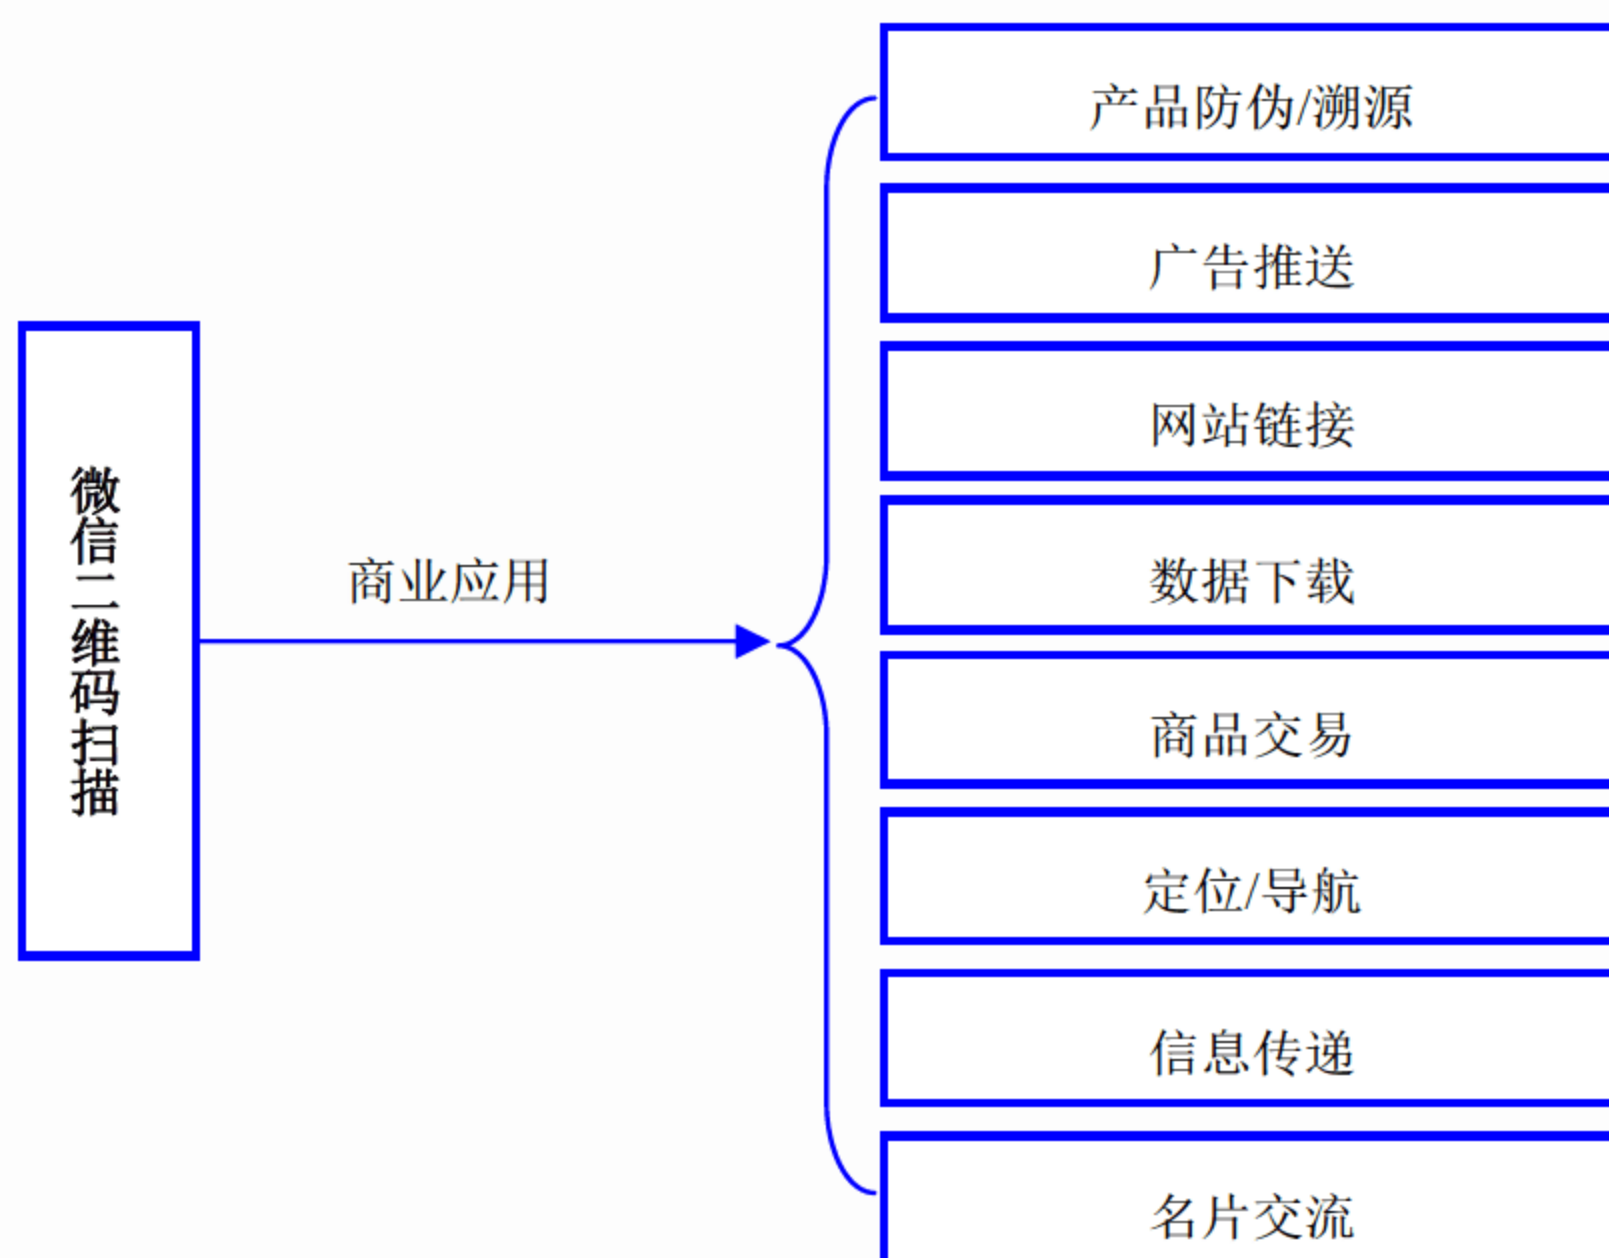 微信二维码扫描
商业应用
产品防伪/溯源
广告推送
网站链接
数据下载
商品交易
定位/导航
信息传递
名片交流